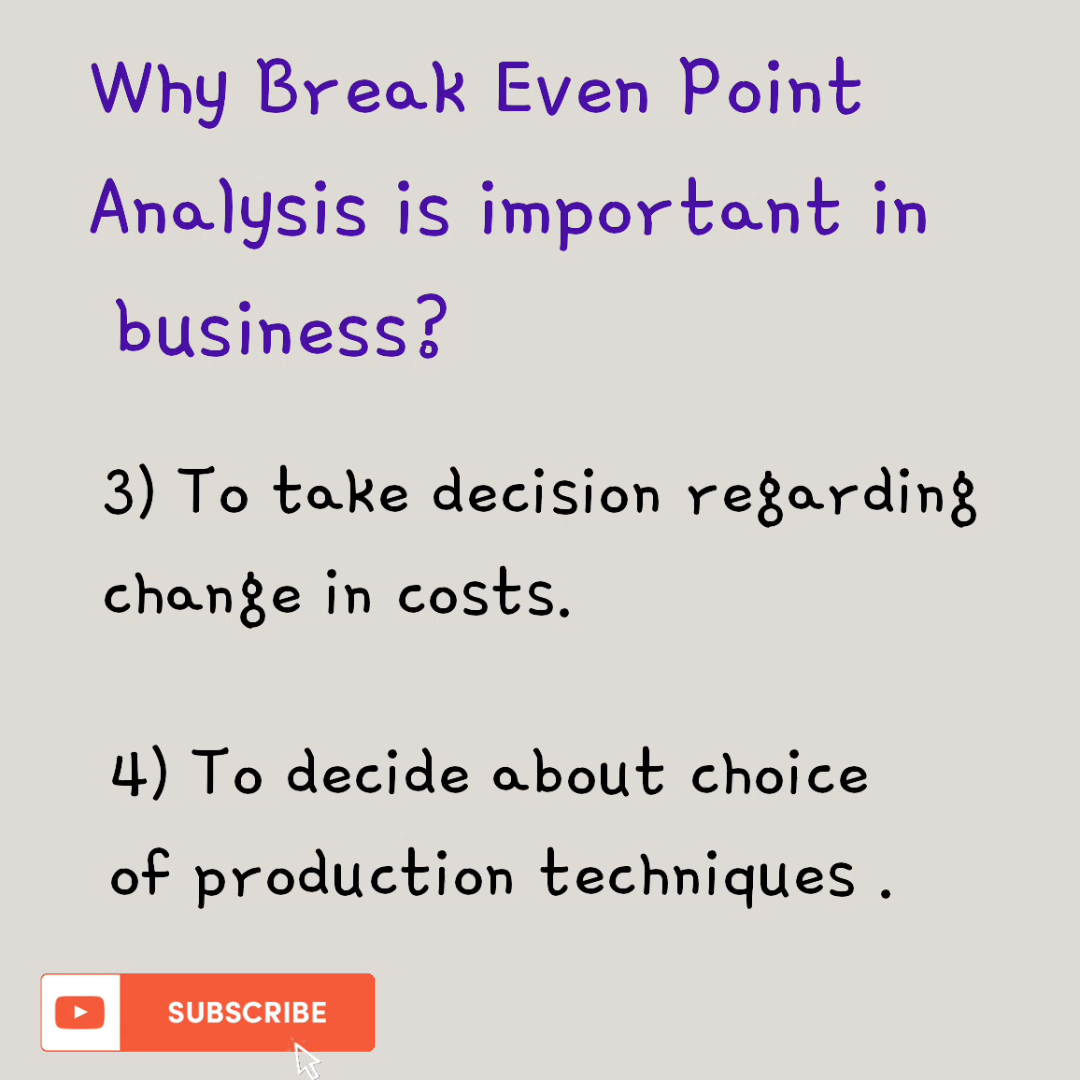 Why Break Even Point
Analysis is important in
business?
3) To take decision regarding
change in costs.
4) To decide about choice
of production techniques .
SUBSCRIBE